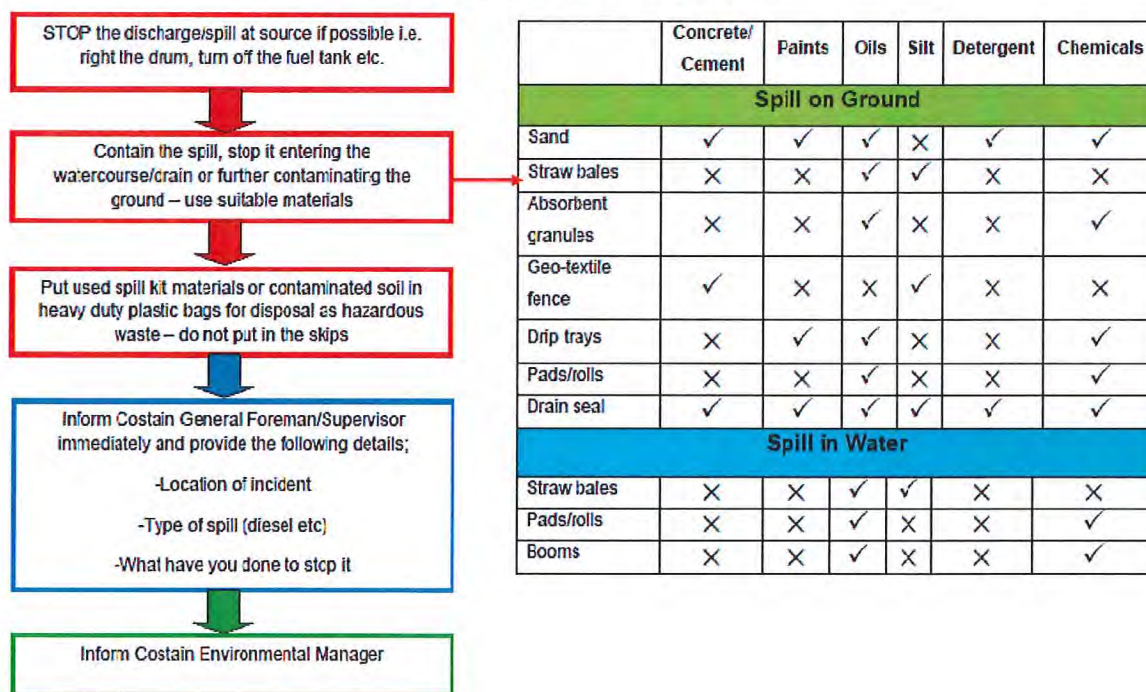 STOP the discharge/spill at source if possible i.e.
right the drum, turn off the fuel tank etc.
Contain the spill, stop it entering the
watercourse/drain or further contaminating the
ground – use suitable materials
Put used spill kit materials or contaminated soil in
heavy duty plastic bags for disposal as hazardous
waste – do not put in the skips
Inform Costain General Foreman/Supervisor
immediately and provide the following details;
-Location of incident
-Type of spill (diesel etc)
-What have you done to stop it
Inform Costain Environmental Manager
Concrete/
Cement Paints Oils Silt Detergent Chemicals
Spill on Ground
Sand ✓ ✓ ✓ X ✓ ✓
Straw bales X X ✓ ✓ X X
Absorbent
granules X X ✓ X X ✓
Geo-textile
fence ✓ X X ✓ X X
Drip trays X ✓ ✓ X X ✓
Pads/rolls X X ✓ X X ✓
Drain seal ✓ ✓ ✓ ✓ ✓ ✓
Spill in Water
Straw bales X X ✓ ✓ X X
Pads/rolls X X ✓ X X ✓
Booms X X ✓ X X ✓